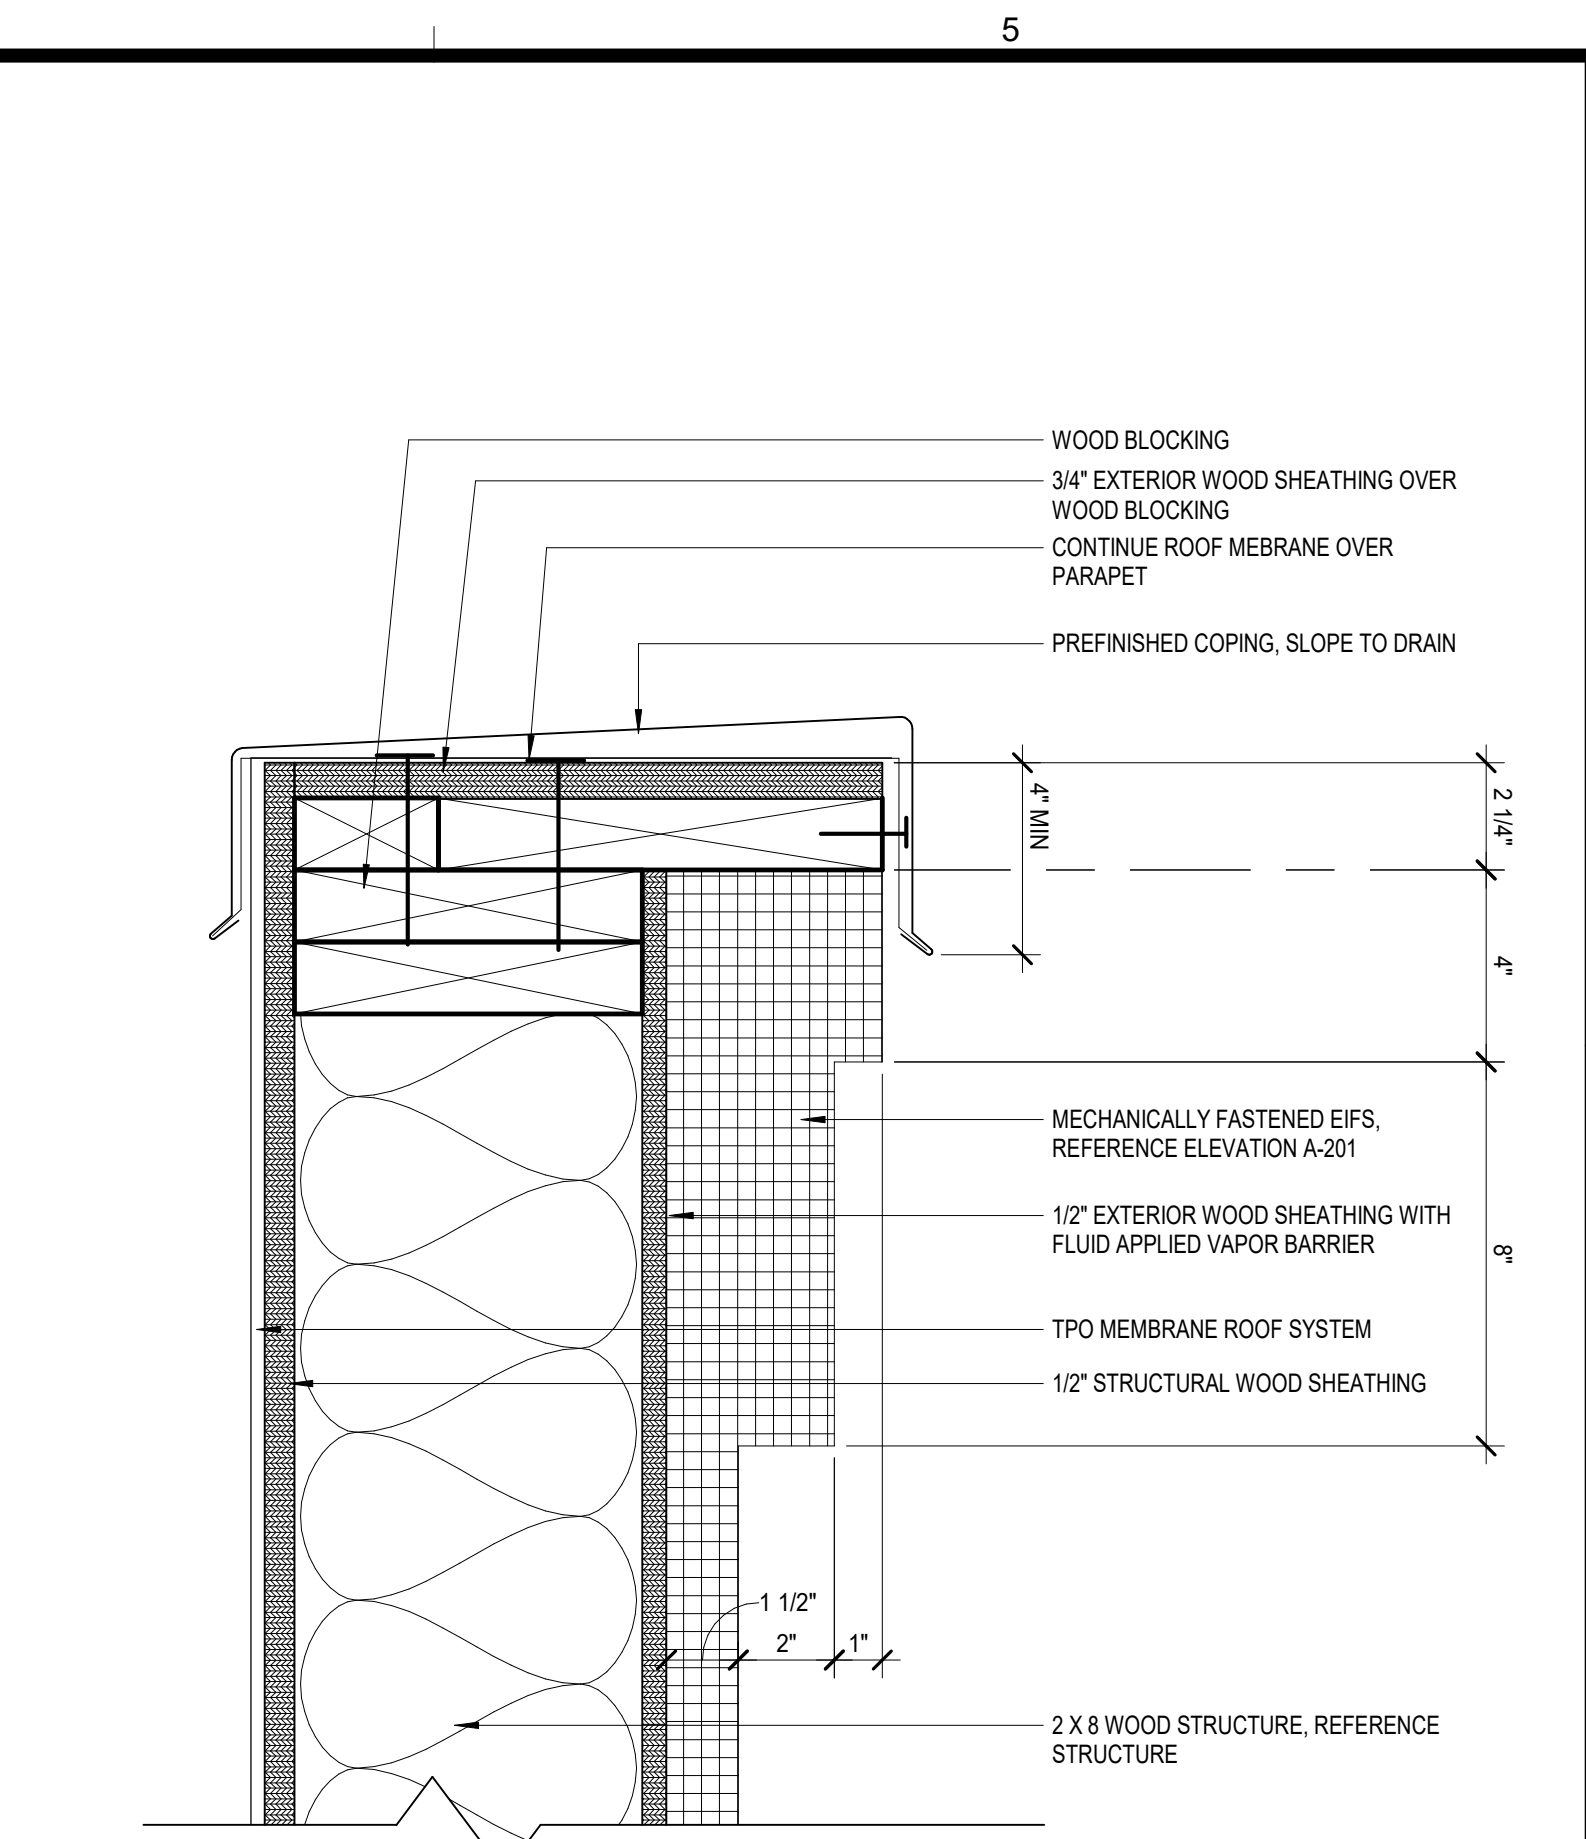 5
WOOD BLOCKING
3/4" EXTERIOR WOOD SHEATHING OVER
WOOD BLOCKING
CONTINUE ROOF MEBRANE OVER
PARAPET
PREFINISHED COPING, SLOPE TO DRAIN
4" MIN
2 1/4"
4"
MECHANICALLY FASTENED EIFS,
REFERENCE ELEVATION A-201
1/2" EXTERIOR WOOD SHEATHING WITH
FLUID APPLIED VAPOR BARRIER
8"
TPO MEMBRANE ROOF SYSTEM
1/2" STRUCTURAL WOOD SHEATHING
1 1/2"
2"
1"
2 X 8 WOOD STRUCTURE, REFERENCE
STRUCTURE